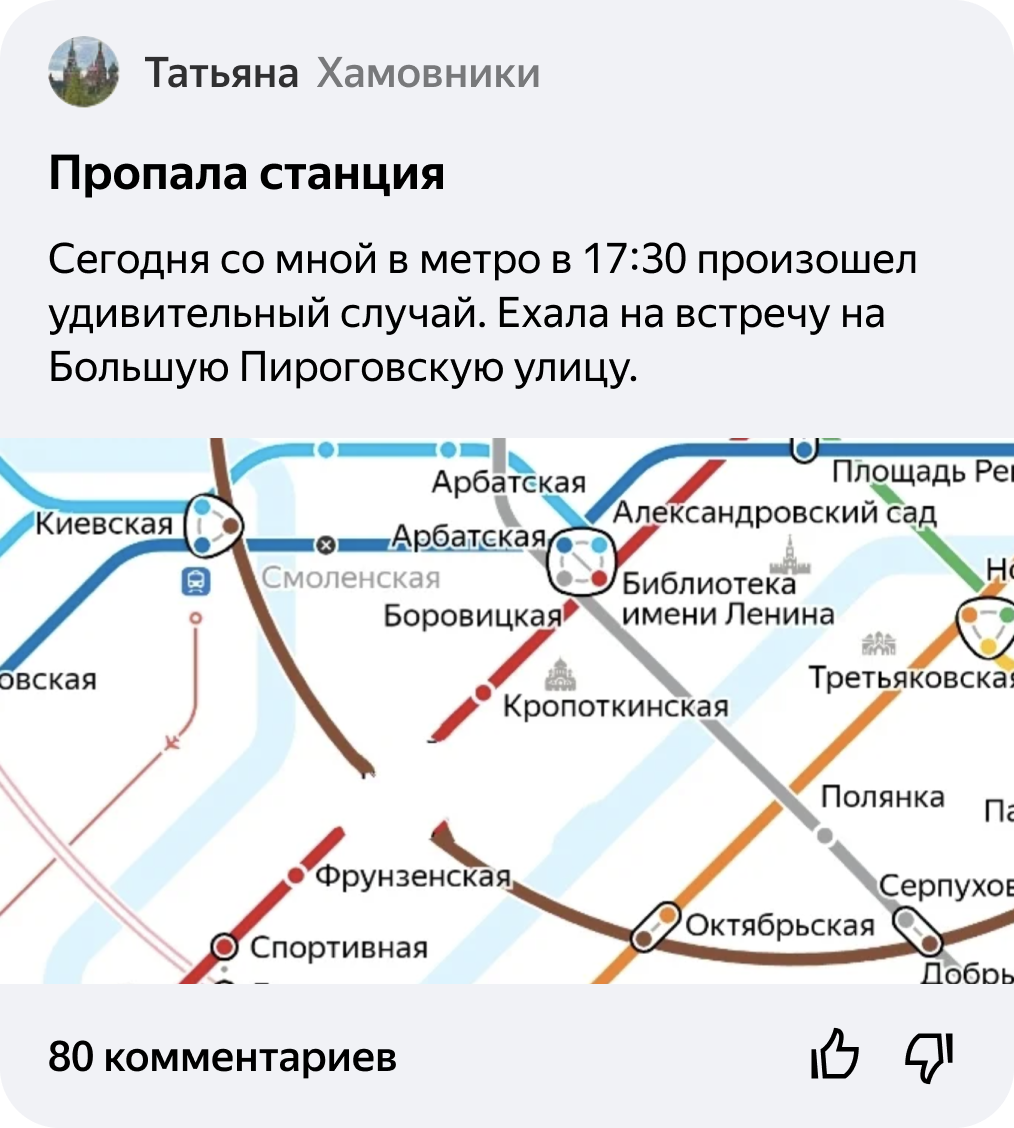 Татьяна Хамовники
Пропала станция
Сегодня со мной в метро в 17:30 произошел
удивительный случай. Ехала на встречу на
Большую Пироговскую улицу.
Арбатская
Площадь Ре
Киевская
Арбатская
Александровский сад
Смоленская
Библиотека
имени Ленина
Боровицкая
овская
Третьяковская
Кропоткинская
Полянка
Па
Фрунзенская
Серпухов
Октябрьская
Спортивная
Добры
80 комментариев